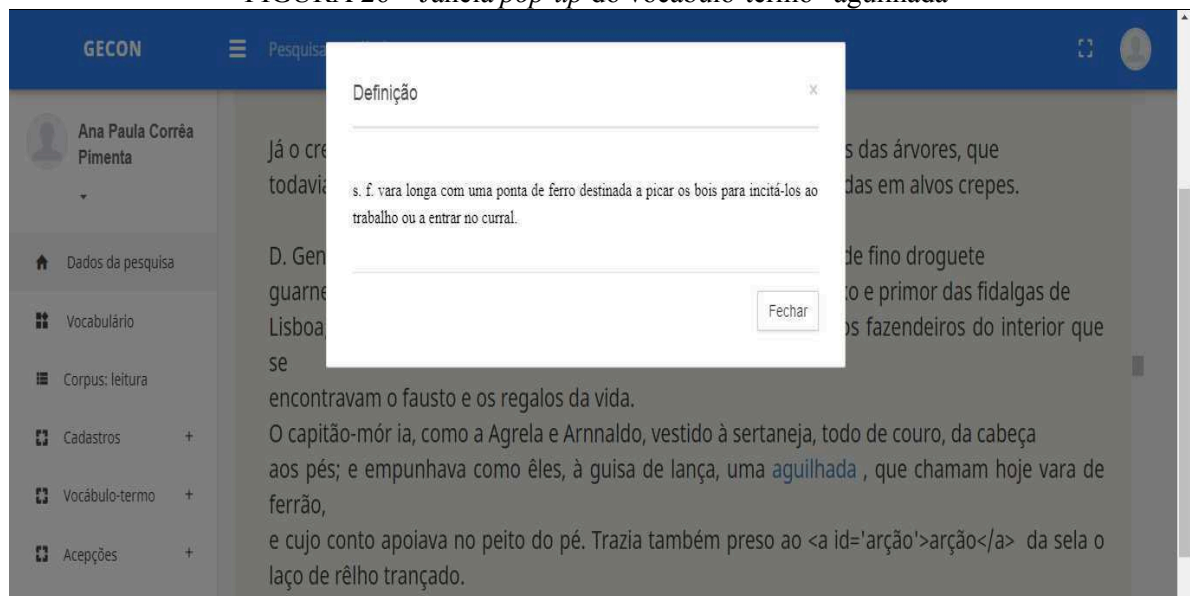 FIGURA 20 - Janela pop-up do vocábulo-termo "aguilhada"
GECON
Pesquisa
Definição
x
Ana Paula Corrêa
Pimenta
Já o cre s das árvores, que
todavia das em alvos crepes.
s. f. vara longa com uma ponta de ferro destinada a picar os bois para incitá-los ao
trabalho ou a entrar no curral.
Dados da pesquisa
Vocabulário
Corpus: leitura
Cadastros +
Vocábulo-termo +
Acepções +
D. Gen de fino droguete
guarne o e primor das fidalgas de
Lisboa, os fazendeiros do interior que
se
Fechar
encontravam o fausto e os regalos da vida.
O capitão-mór ia, como a Agrela e Arnnaldo, vestido à sertaneja, todo de couro, da cabeça
aos pés; e empunhava como êles, à guisa de lança, uma aguilhada , que chamam hoje vara de
ferrão,
e cujo conto apoiava no peito do pé. Trazia também preso ao <a id='arção'>arção</a> da sela o
laço de rêlho trançado.